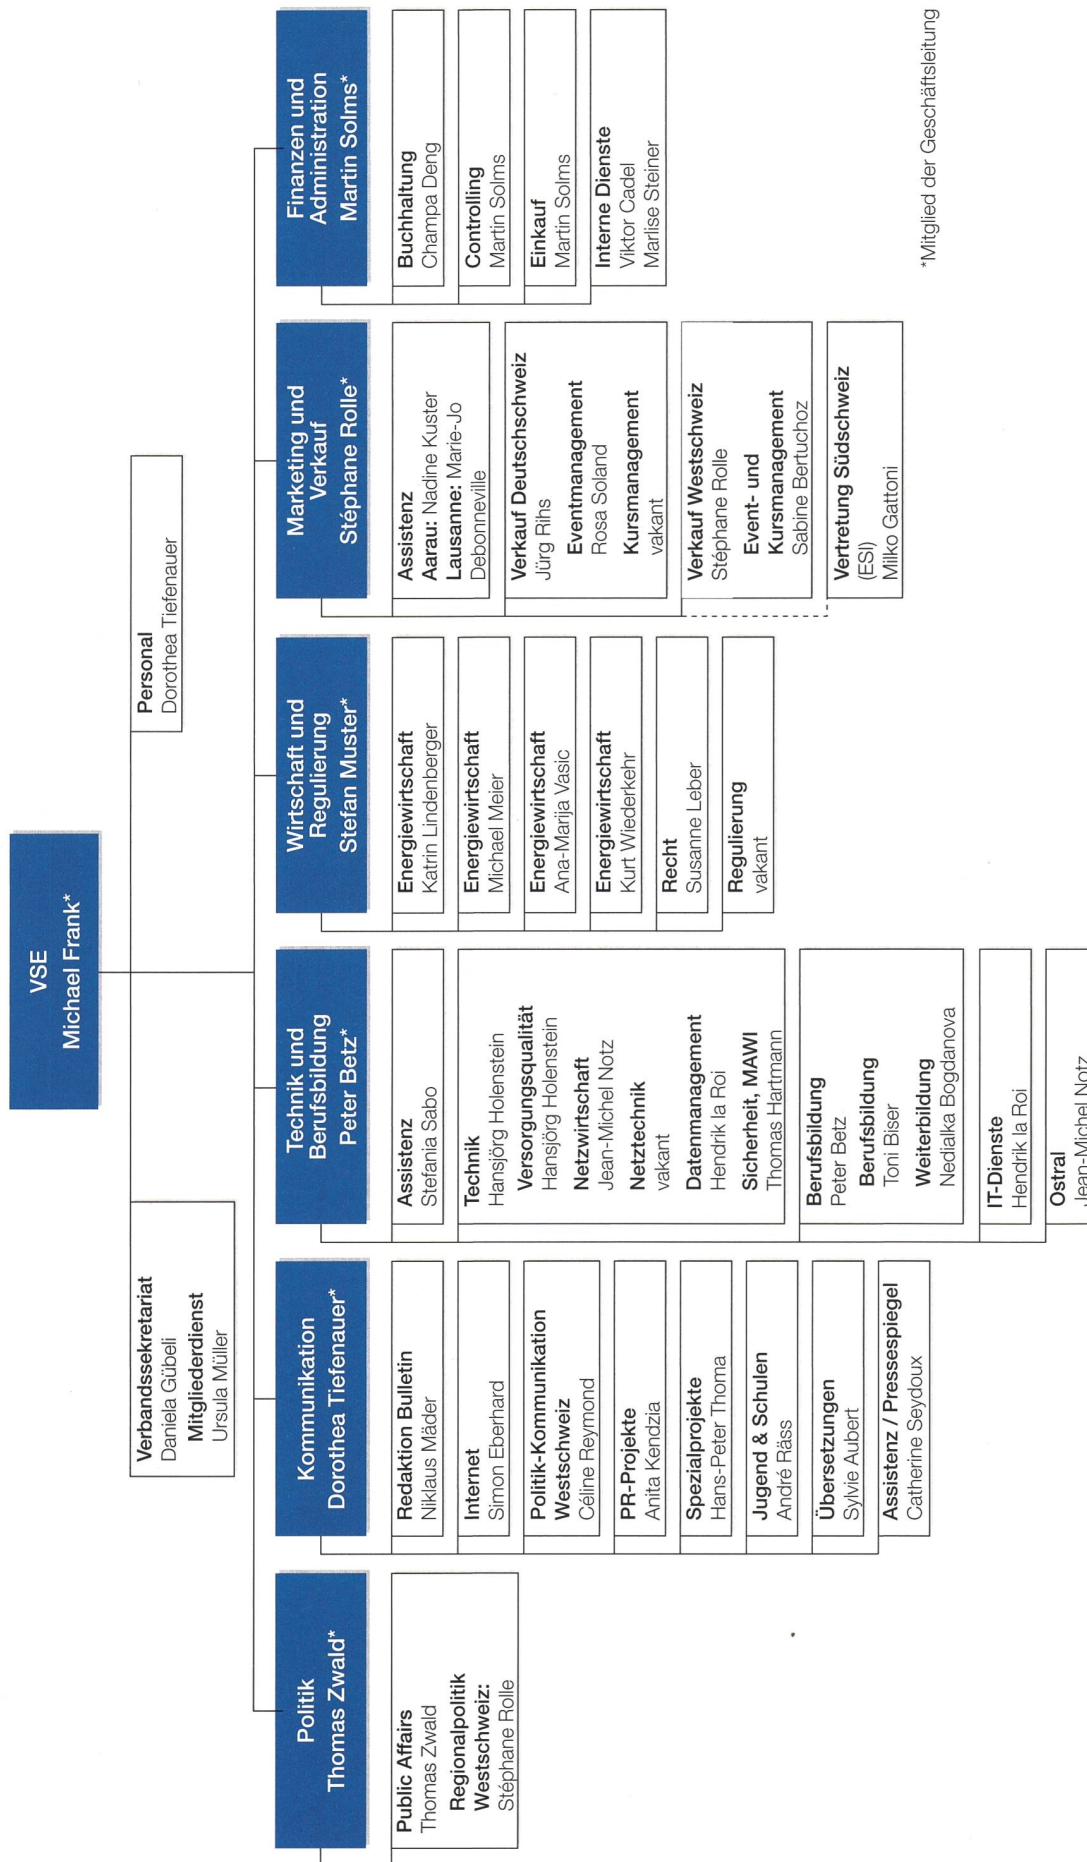 VSE
Michael Frank*
Verbandssekretariat
Daniela Gübeli
Mitgliederdienst
Ursula Müller
Personal
Dorothea Tiefenauer
Politik
Thomas Zwald*
Public Affairs
Thomas Zwald
Regionalpolitik
Westschweiz:
Stéphane Rolle
Kommunikation
Dorothea Tiefenauer*
Redaktion Bulletin
Niklaus Mäder
Internet
Simon Eberhard
Politik-Kommunikation
Westschweiz
Céline Reymond
PR-Projekte
Anita Kendzia
Spezialprojekte
Hans-Peter Thoma
Jugend & Schulen
André Räss
Übersetzungen
Sylvie Aubert
Assistenz / Pressespiegel
Catherine Seydoux
Technik und
Berufsbildung
Peter Betz*
Assistenz
Stefania Sabo
Technik
Hansjörg Holenstein
Versorgungsqualität
Hansjörg Holenstein
Netzwirtschaft
Jean-Michel Notz
Netztechnik
vakant
Datenmanagement
Hendrik la Roi
Sicherheit, MAWI
Thomas Hartmann
Berufsbildung
Peter Betz
Berufsbildung
Toni Biser
Weiterbildung
Nedialka Bogdanova
IT-Dienste
Hendrik la Roi
Ostral
Jean-Michel Notz
Wirtschaft und
Regulierung
Stefan Muster*
Energiewirtschaft
Katrin Lindenberger
Energiewirtschaft
Michael Meier
Energiewirtschaft
Ana-Marija Vasic
Energiewirtschaft
Kurt Wiederkehr
Recht
Susanne Leber
Regulierung
vakant
Marketing und
Verkauf
Stéphane Rolle*
Assistenz
Aarau: Nadine Kuster
Lausanne: Marie-Jo
Debonneville
Verkauf Deutschschweiz
Jürg Rihs
Eventmanagement
Rosa Soland
Kursmanagement
vakant
Verkauf Westschweiz
Stéphane Rolle
Event- und
Kursmanagement
Sabine Bertuchoz
Vertretung Südschweiz
(ESI)
Milko Gattoni
Finanzen und
Administration
Martin Solms*
Buchhaltung
Champa Deng
Controlling
Martin Solms
Einkauf
Martin Solms
Interne Dienste
Viktor Cadel
Marlise Steiner
*Mitglied der Geschäftsleitung